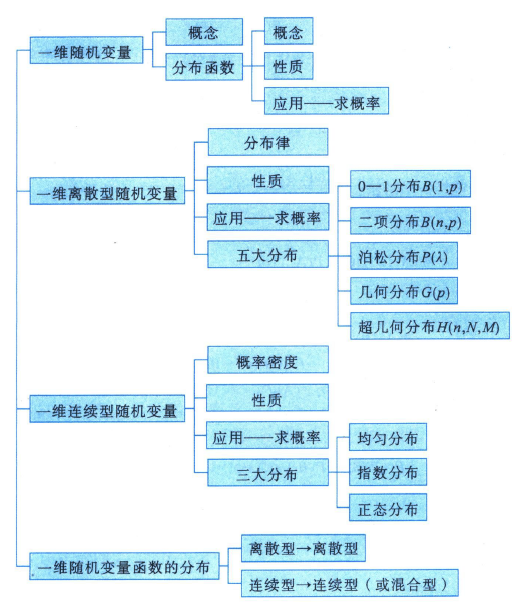 一维随机变量
概念
分布函数
概念
性质
应用——求概率
一维离散型随机变量
分布律
性质
应用——求概率
五大分布
0—1分布B(1,p)
二项分布B(n,p)
泊松分布P(λ)
几何分布G(p)
超几何分布H(n,N,M)
一维连续型随机变量
概率密度
性质
应用——求概率
三大分布
均匀分布
指数分布
正态分布
一维随机变量函数的分布
离散型→离散型
连续型→连续型（或混合型）